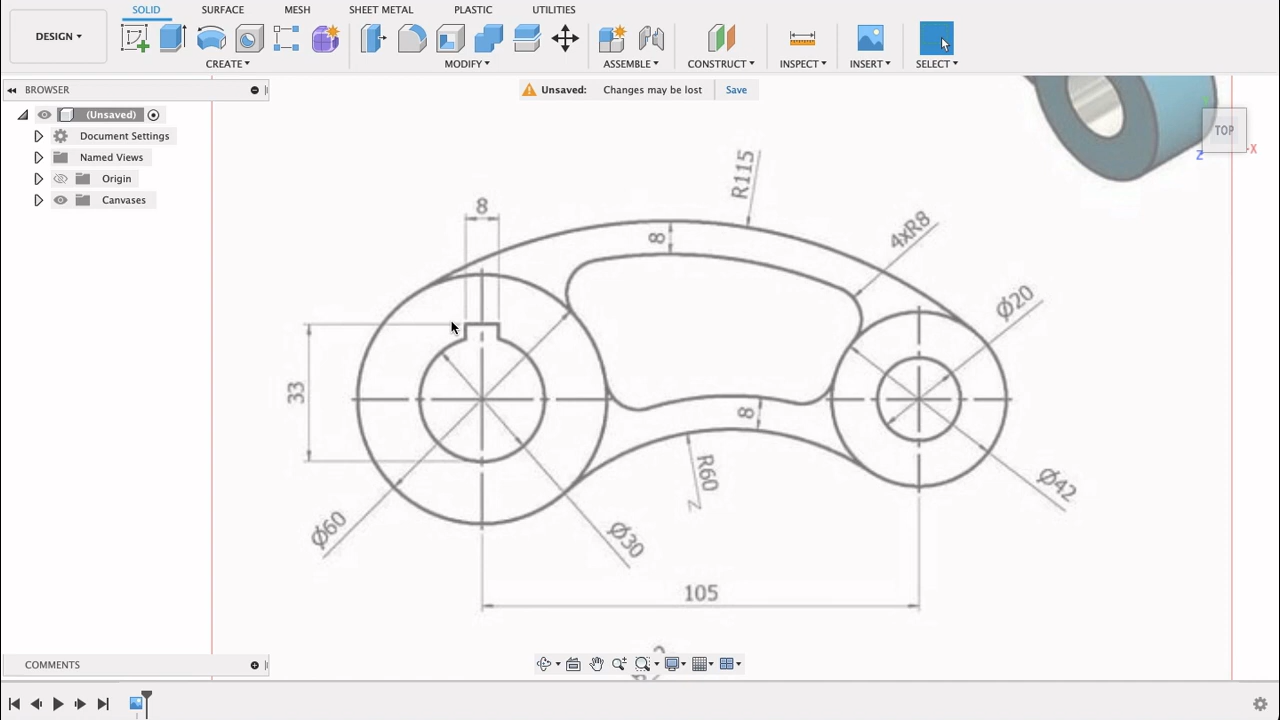 SOLID SURFACE MESH SHEET METAL PLASTIC UTILITIES
DESIGN
CREATE MODIFY ASSEMBLE CONSTRUCT INSPECT INSERT SELECT
BROWSER
Unsaved: Changes may be lost Save
(Unsaved)
Document Settings
Named Views
Origin
Canvases
TOP
X
Z
R115
8
8
4xR8
Ø20
33
8
R60
Ø42
Ø60
Ø30
105
COMMENTS